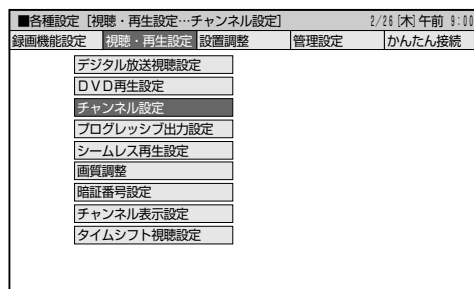 ■各種設定［視聴・再生設定…チャンネル設定］ 2/26[木]午前 9:00
録画機能設定 視聴・再生設定 設置調整 管理設定 かんたん接続
デジタル放送視聴設定
ＤＶＤ再生設定
チャンネル設定
プログレッシブ出力設定
シームレス再生設定
画質調整
暗証番号設定
チャンネル表示設定
タイムシフト視聴設定